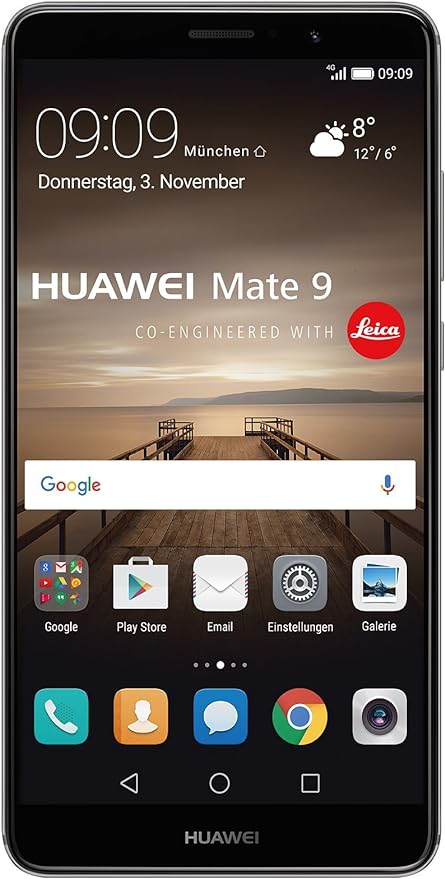 4G 09:09
09:09 München 8°
12°/6°
Donnerstag, 3. November
HUAWEI Mate 9
CO-ENGINEERED WITH Leica
Google
Google Play Store Email Einstellungen Galerie
HUAWEI